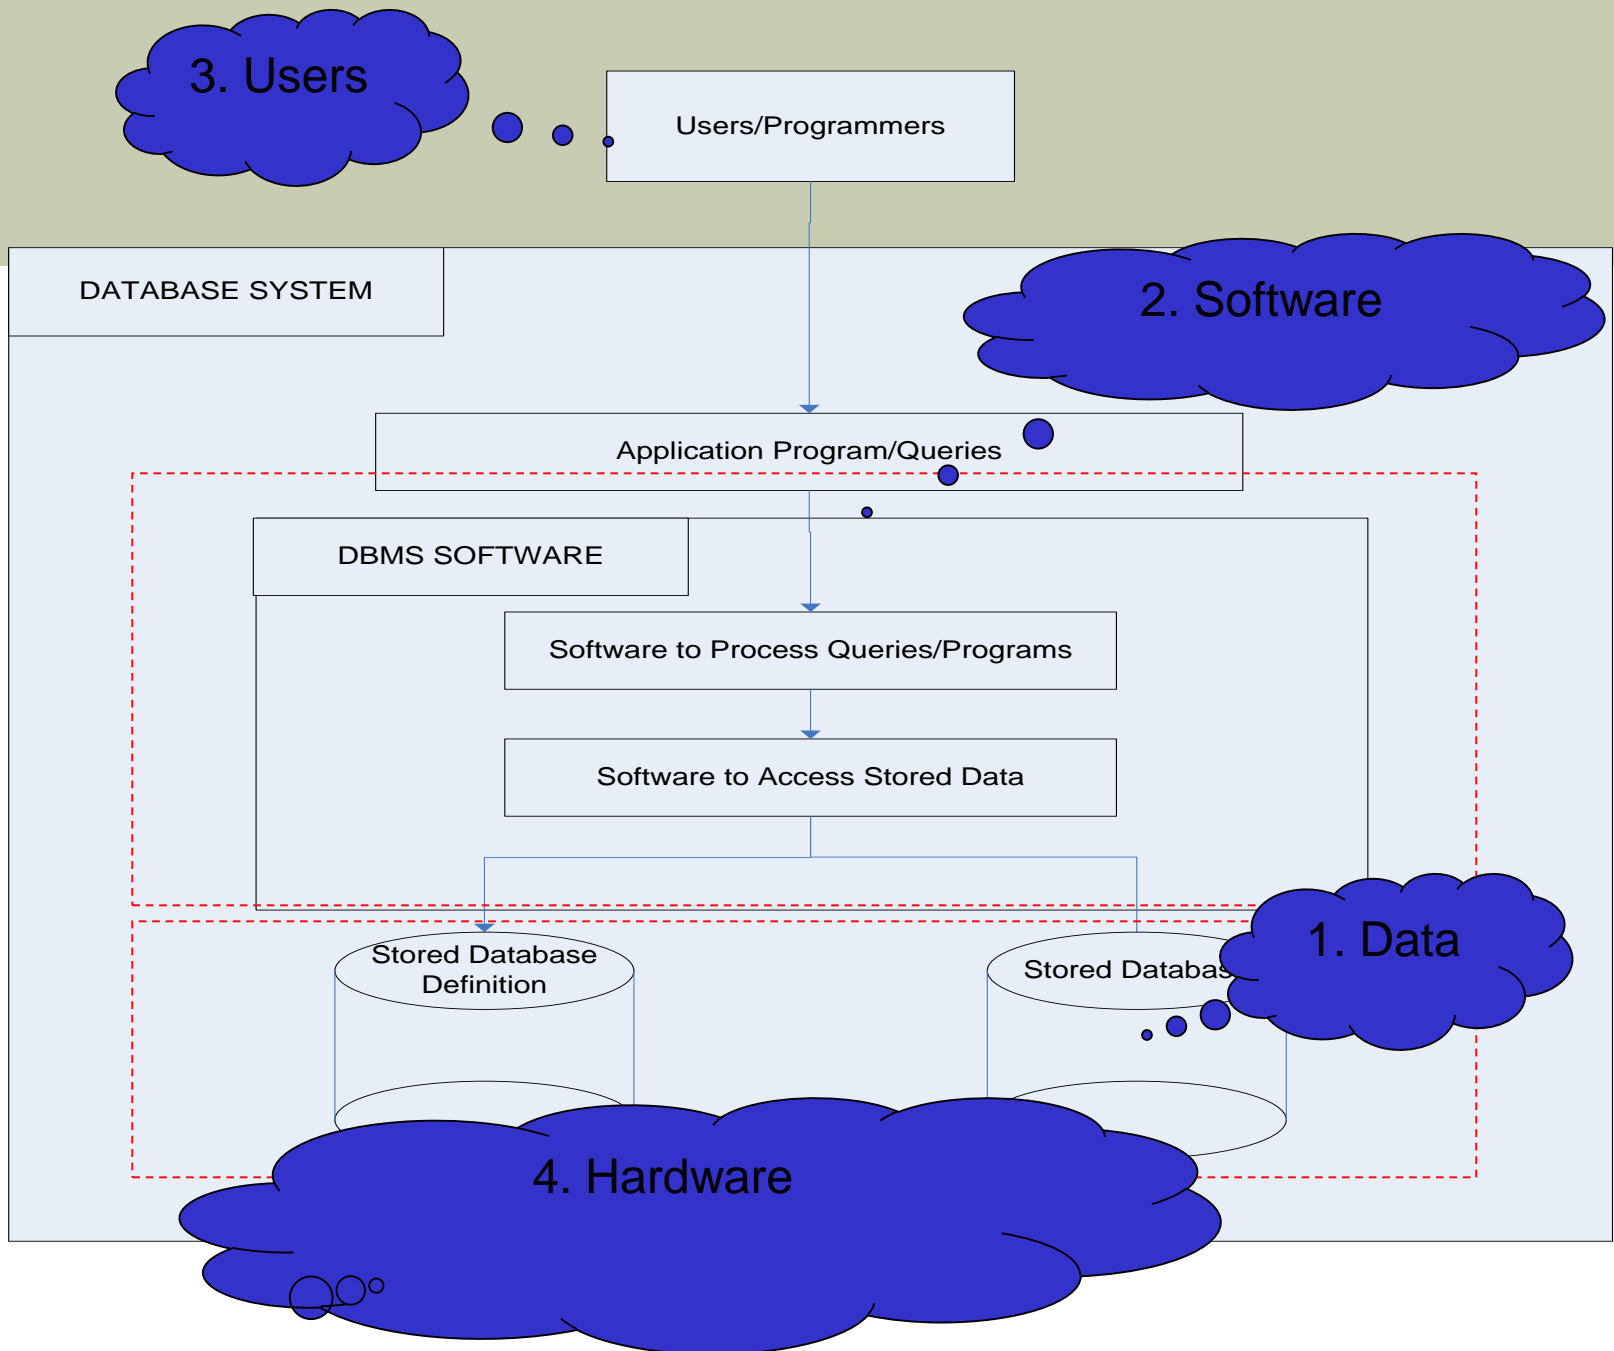 3. Users
Users/Programmers
DATABASE SYSTEM
2. Software
Application Program/Queries
DBMS SOFTWARE
Software to Process Queries/Programs
Software to Access Stored Data
Stored Database
Definition
Stored Databas
1. Data
4. Hardware